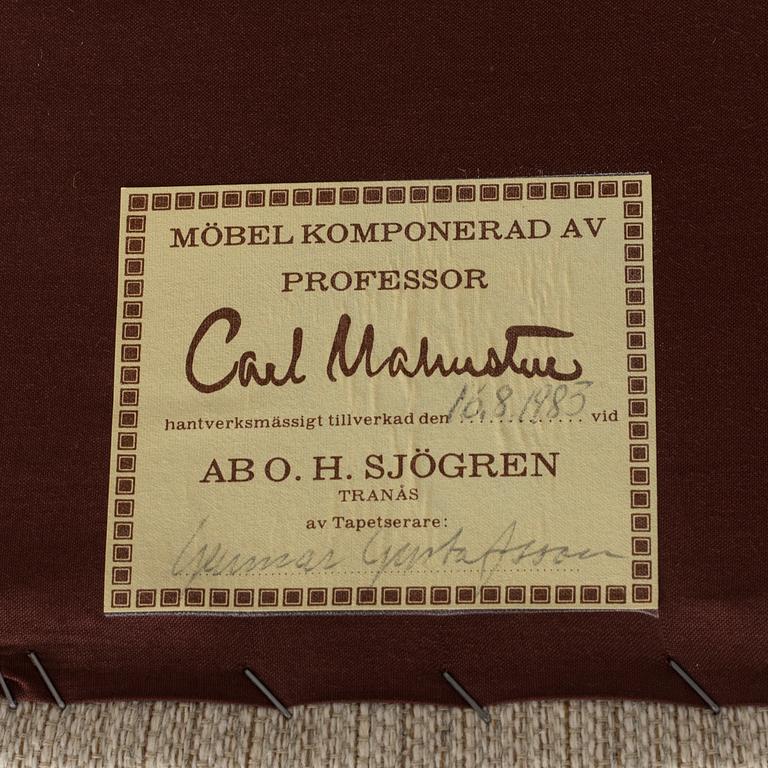 MÖBEL KOMPONERAD AV
PROFESSOR
Carl Malmsten
hantverksmässigt tillverkad den 16.8.1985 vid
AB O. H. SJÖGREN
TRANÅS
av Tapetserare:
Gunnar Gustafsson